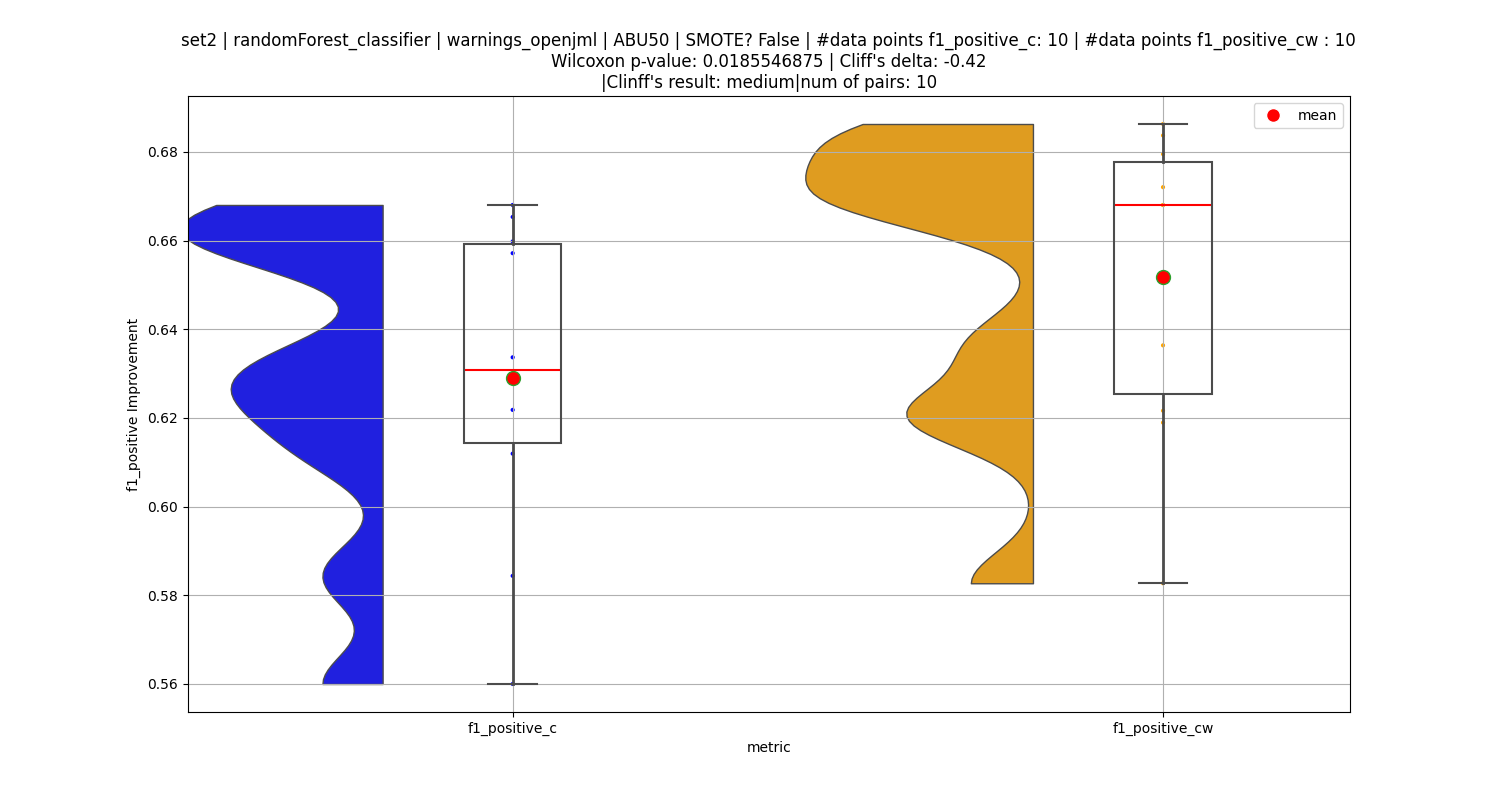 set2 | randomForest_classifier | warnings_openjml | ABU50 | SMOTE? False | #data points f1_positive_c: 10 | #data points f1_positive_cw : 10
Wilcoxon p-value: 0.0185546875 | Cliff's delta: -0.42
|Clinff's result: medium|num of pairs: 10
mean
0.68
0.66
0.64
0.62
0.60
0.58
0.56
f1_positive Improvement
f1_positive_c
f1_positive_cw
metric